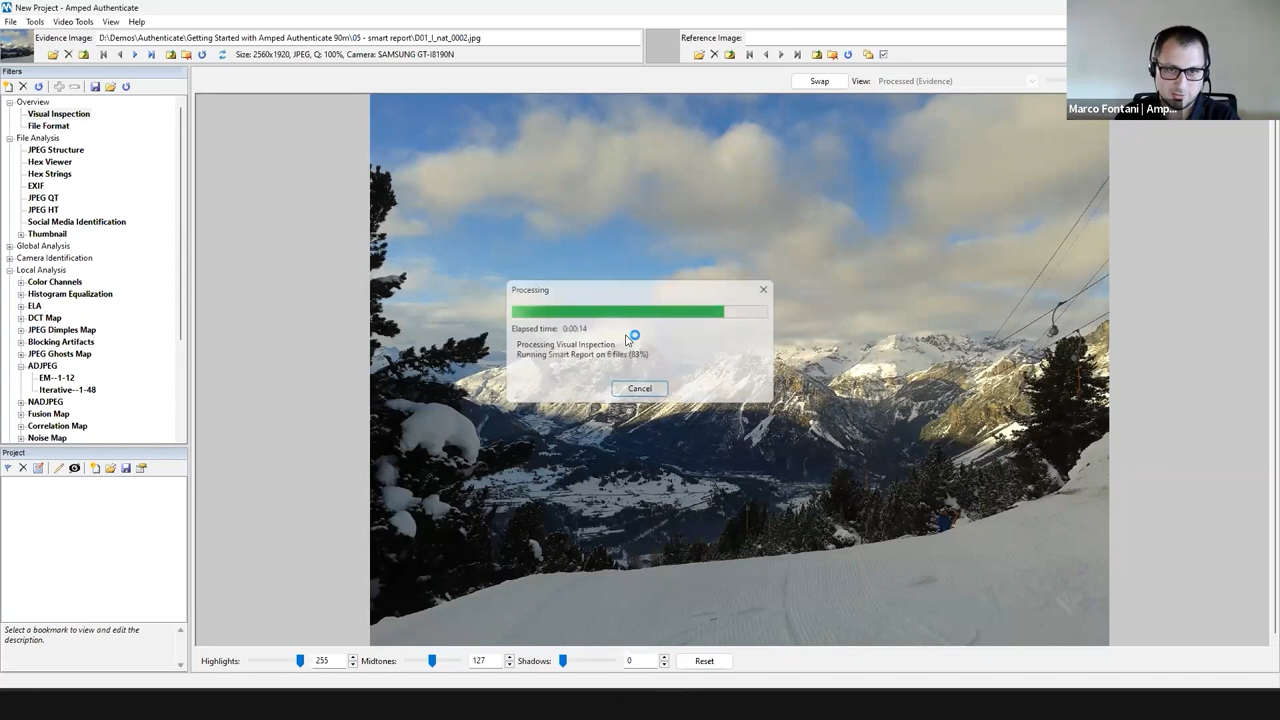 New Project - Amped Authenticate
File Tools Video Tools View Help
Evidence Image: D:\Demos\Authenticate\Getting Started with Amped Authenticate 90m\05 - smart report\D01_I_nat_0002.jpg
Reference Image:
Size: 2560x1920, JPEG, Q: 100%, Camera: SAMSUNG GT-I8190N
Filters
Swap View: Processed (Evidence)
Marco Fontani | Amp...
Overview
Visual Inspection
File Format
File Analysis
JPEG Structure
Hex Viewer
Hex Strings
EXIF
JPEG QT
JPEG HT
Social Media Identification
Thumbnail
Global Analysis
Camera Identification
Local Analysis
Color Channels
Histogram Equalization
ELA
DCT Map
JPEG Dimples Map
Blocking Artifacts
JPEG Ghosts Map
ADJPEG
EM--1-12
Iterative--1-48
NADJPEG
Fusion Map
Correlation Map
Noise Map
Processing
Elapsed time: 0:00:14
Processing Visual Inspection
Running Smart Report on 6 files (83%)
Cancel
Project
Select a bookmark to view and edit the
description.
Highlights: 255 Midtones: 127 Shadows: 0 Reset